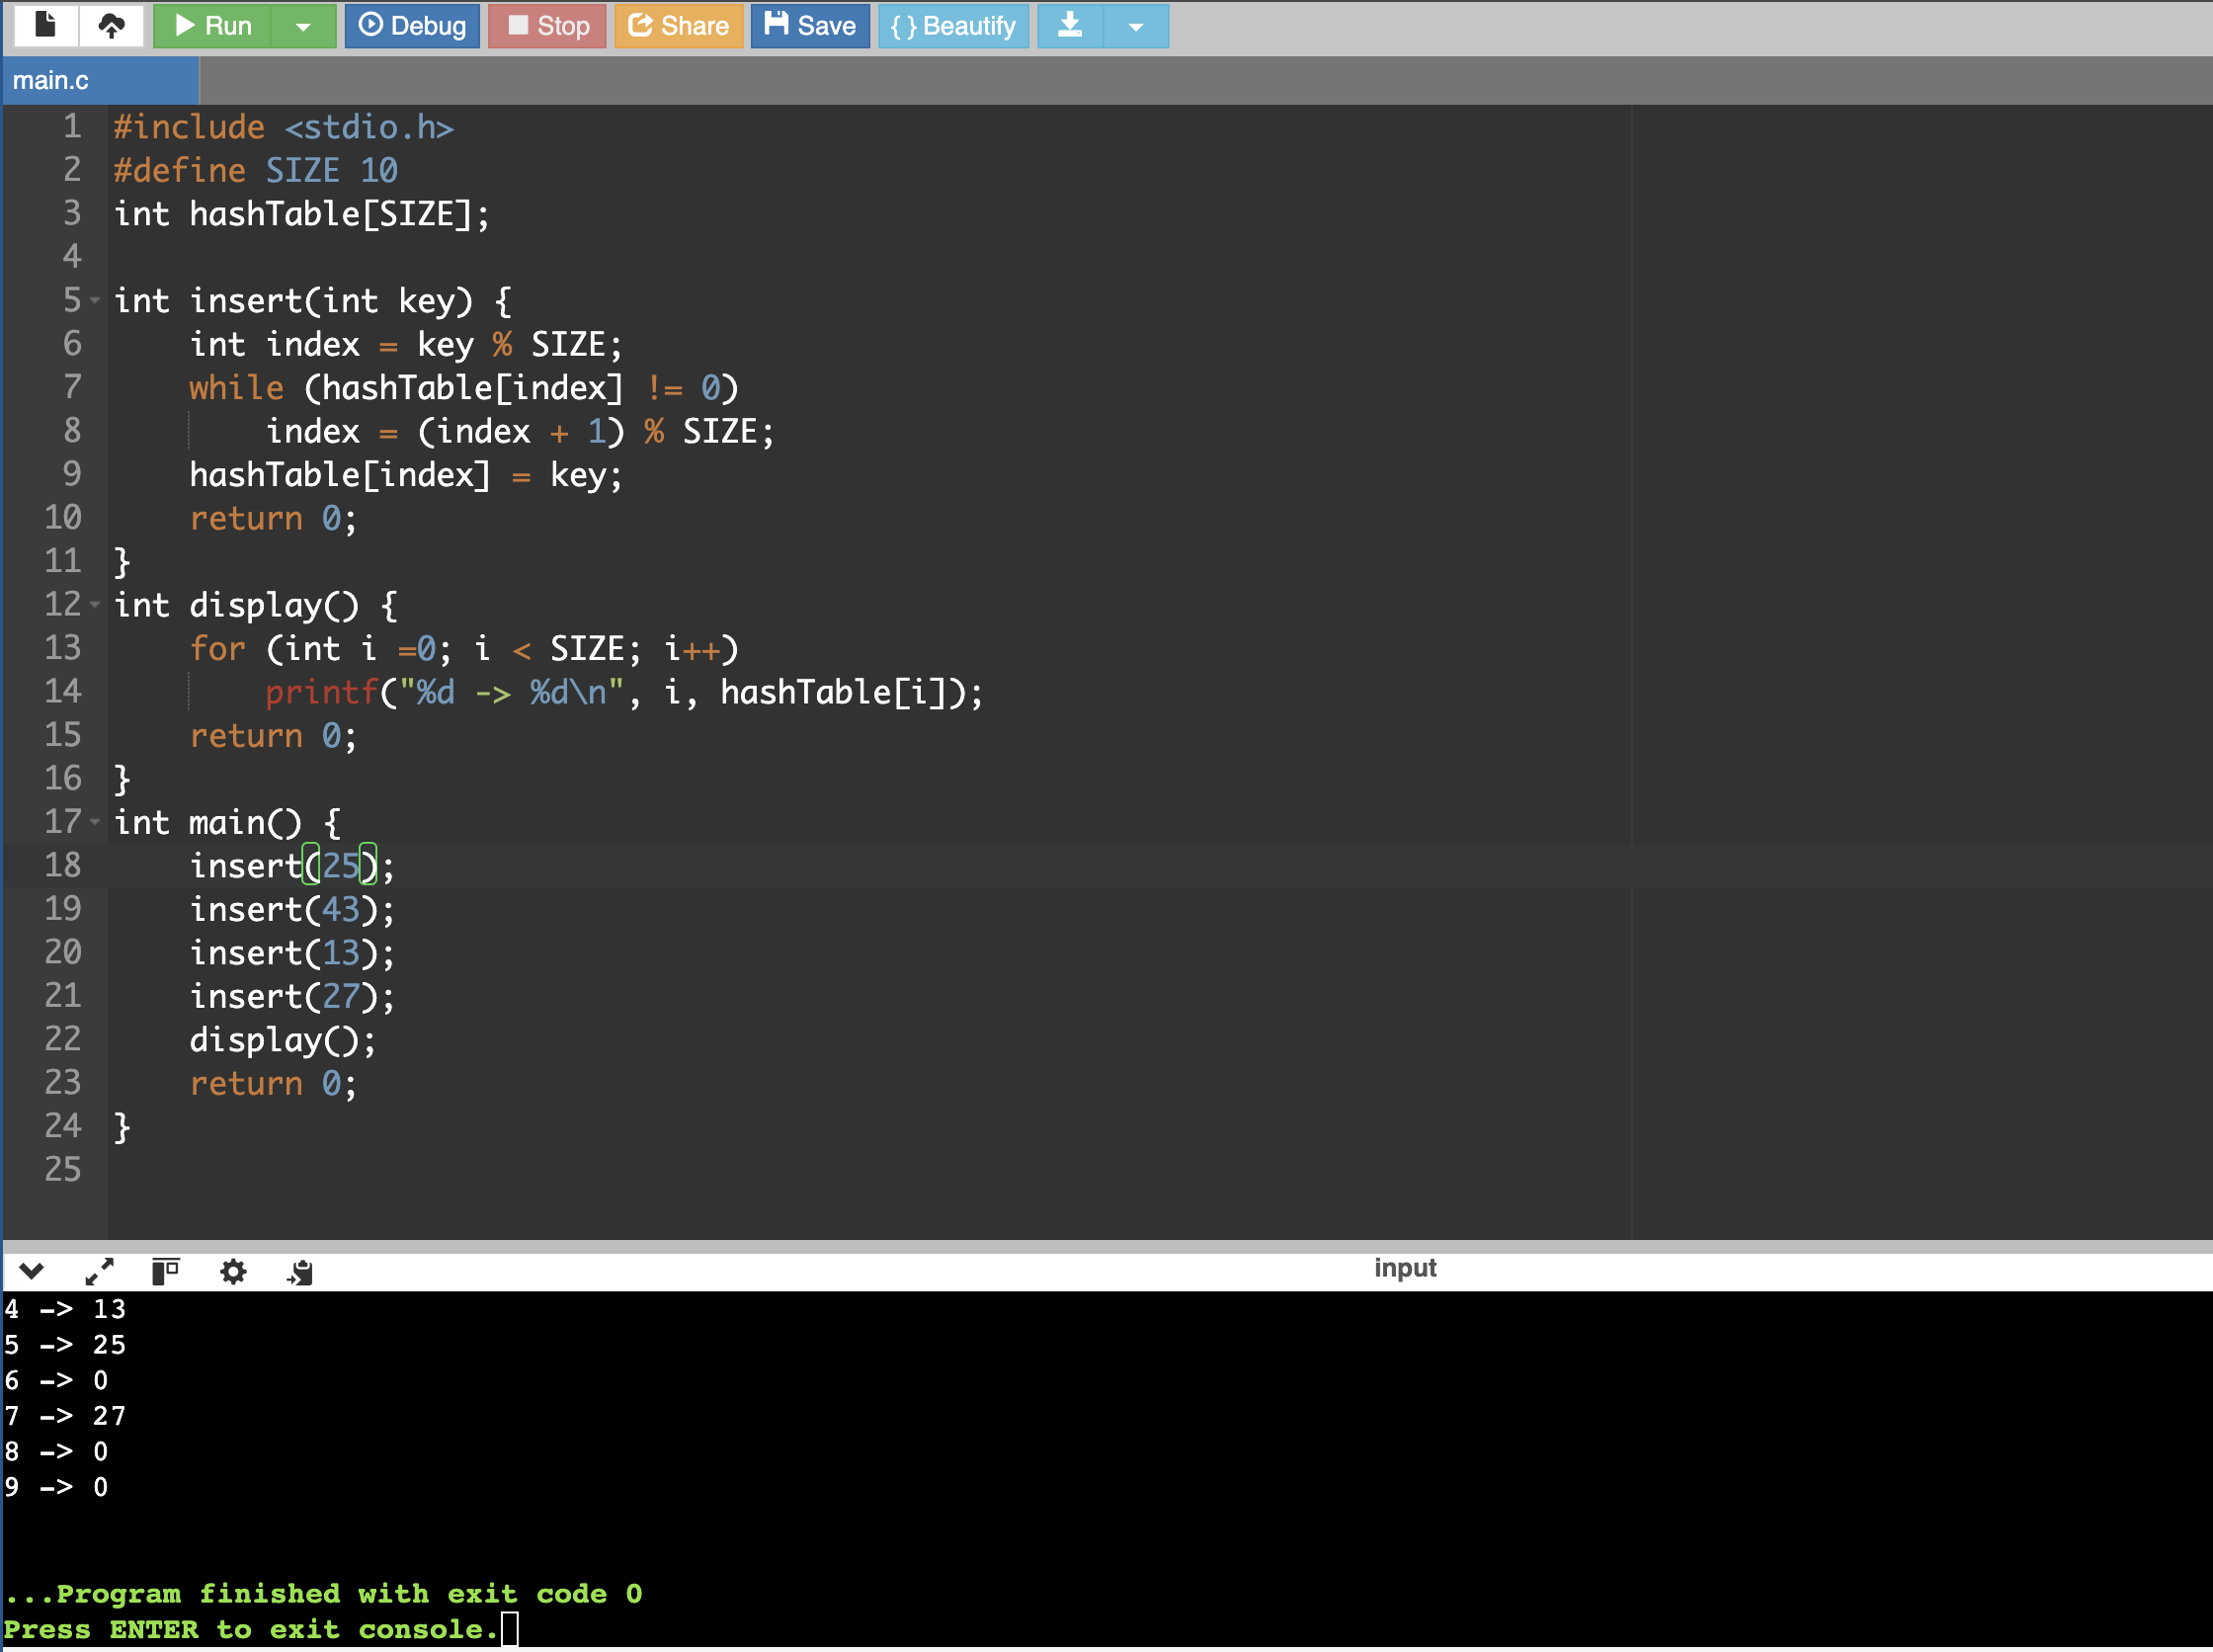 Run Debug Stop Share Save { } Beautify
main.c
1 #include <stdio.h>
2 #define SIZE 10
3 int hashTable[SIZE];
4
5 int insert(int key) {
6     int index = key % SIZE;
7     while (hashTable[index] != 0)
8         index = (index + 1) % SIZE;
9     hashTable[index] = key;
10     return 0;
11 }
12 int display() {
13     for (int i =0; i < SIZE; i++)
14         printf("%d -> %d\n", i, hashTable[i]);
15     return 0;
16 }
17 int main() {
18     insert(25);
19     insert(43);
20     insert(13);
21     insert(27);
22     display();
23     return 0;
24 }
25
input
4 -> 13
5 -> 25
6 -> 0
7 -> 27
8 -> 0
9 -> 0
...Program finished with exit code 0
Press ENTER to exit console.